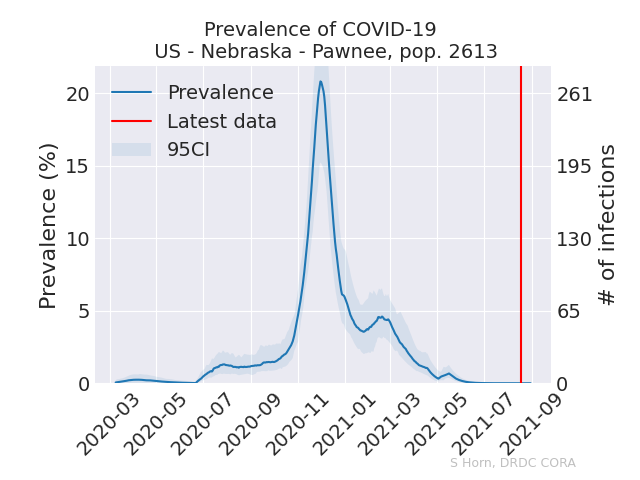 Prevalence of COVID-19
US - Nebraska - Pawnee, pop. 2613
Prevalence
Latest data
95CI
Prevalence (%)
20
15
10
5
0
261
195
130
65
0
# of infections
2020-03
2020-05
2020-07
2020-09
2020-11
2021-01
2021-03
2021-05
2021-07
2021-09
S Horn, DRDC CORA